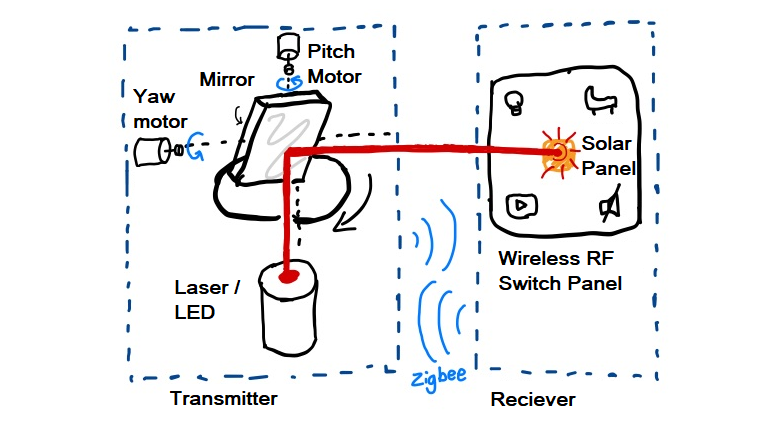 Pitch
Motor
Mirror
Yaw
motor
Solar
Panel
Wireless RF
Switch Panel
Laser /
LED
zigbee
Transmitter
Reciever